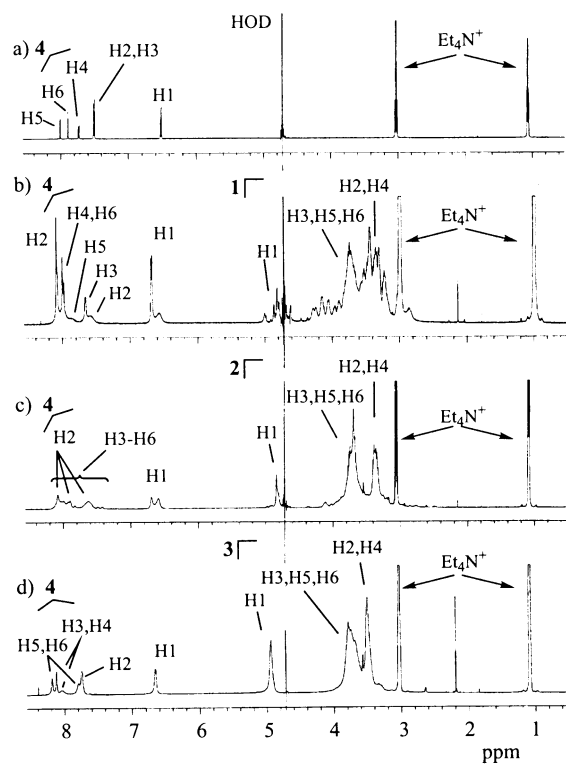 HOD
Et4N+
a) 4
H2,H3
H4
H6
H5
H1
b) 4
1
H2,H4
H4,H6
H3,H5,H6
Et4N+
H2
H5
H1
H3
H1
H2
2
H2,H4
c) 4
H3,H5,H6
Et4N+
H2
H3-H6
H1
H1
3
H2,H4
d) 4
H3,H5,H6
Et4N+
H3,H4
H1
H5,H6
H2
H1
8 7 6 5 4 3 2 1
ppm